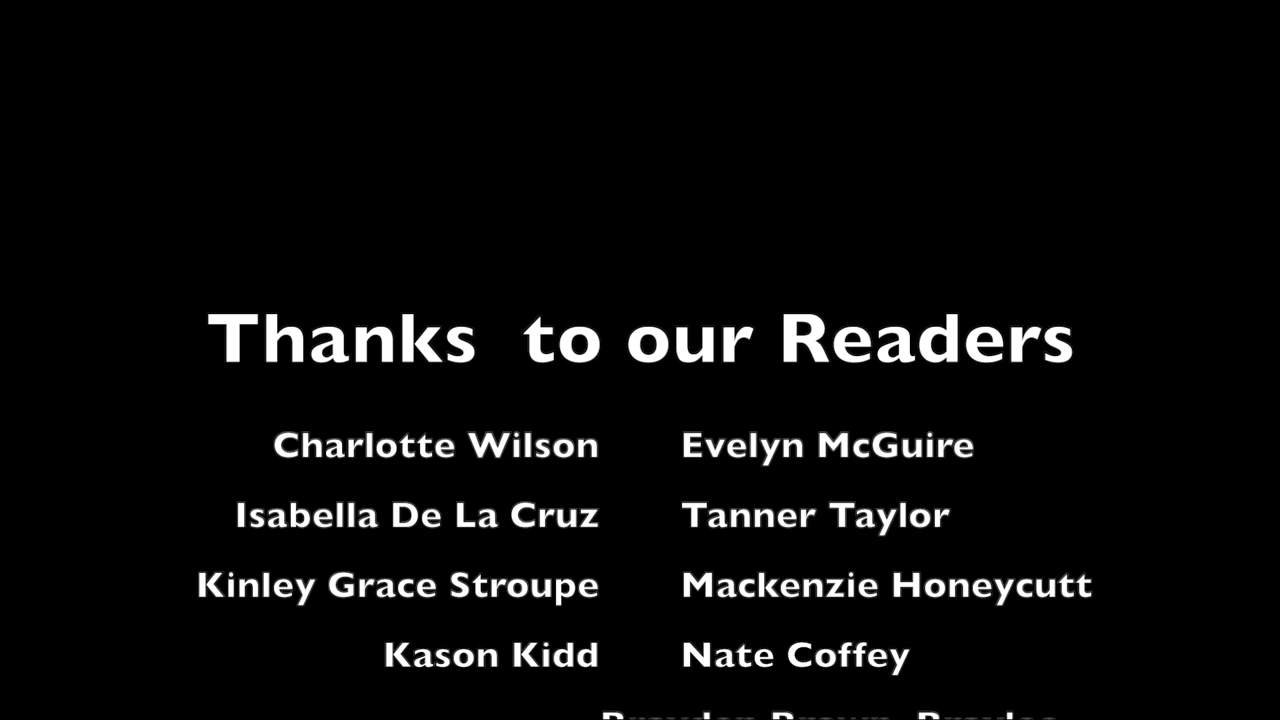 Thanks  to our Readers
Charlotte Wilson Evelyn McGuire
Isabella De La Cruz Tanner Taylor
Kinley Grace Stroupe Mackenzie Honeycutt
Kason Kidd Nate Coffey